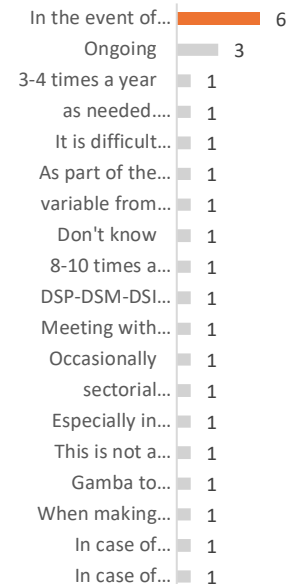 In the event of... 6
Ongoing 3
3-4 times a year 1
as needed.... 1
It is difficult... 1
As part of the... 1
variable from... 1
Don't know 1
8-10 times a... 1
DSP-DSM-DSI... 1
Meeting with... 1
Occasionally 1
sectorial... 1
Especially in... 1
This is not a... 1
Gamba to... 1
When making... 1
In case of... 1
In case of... 1